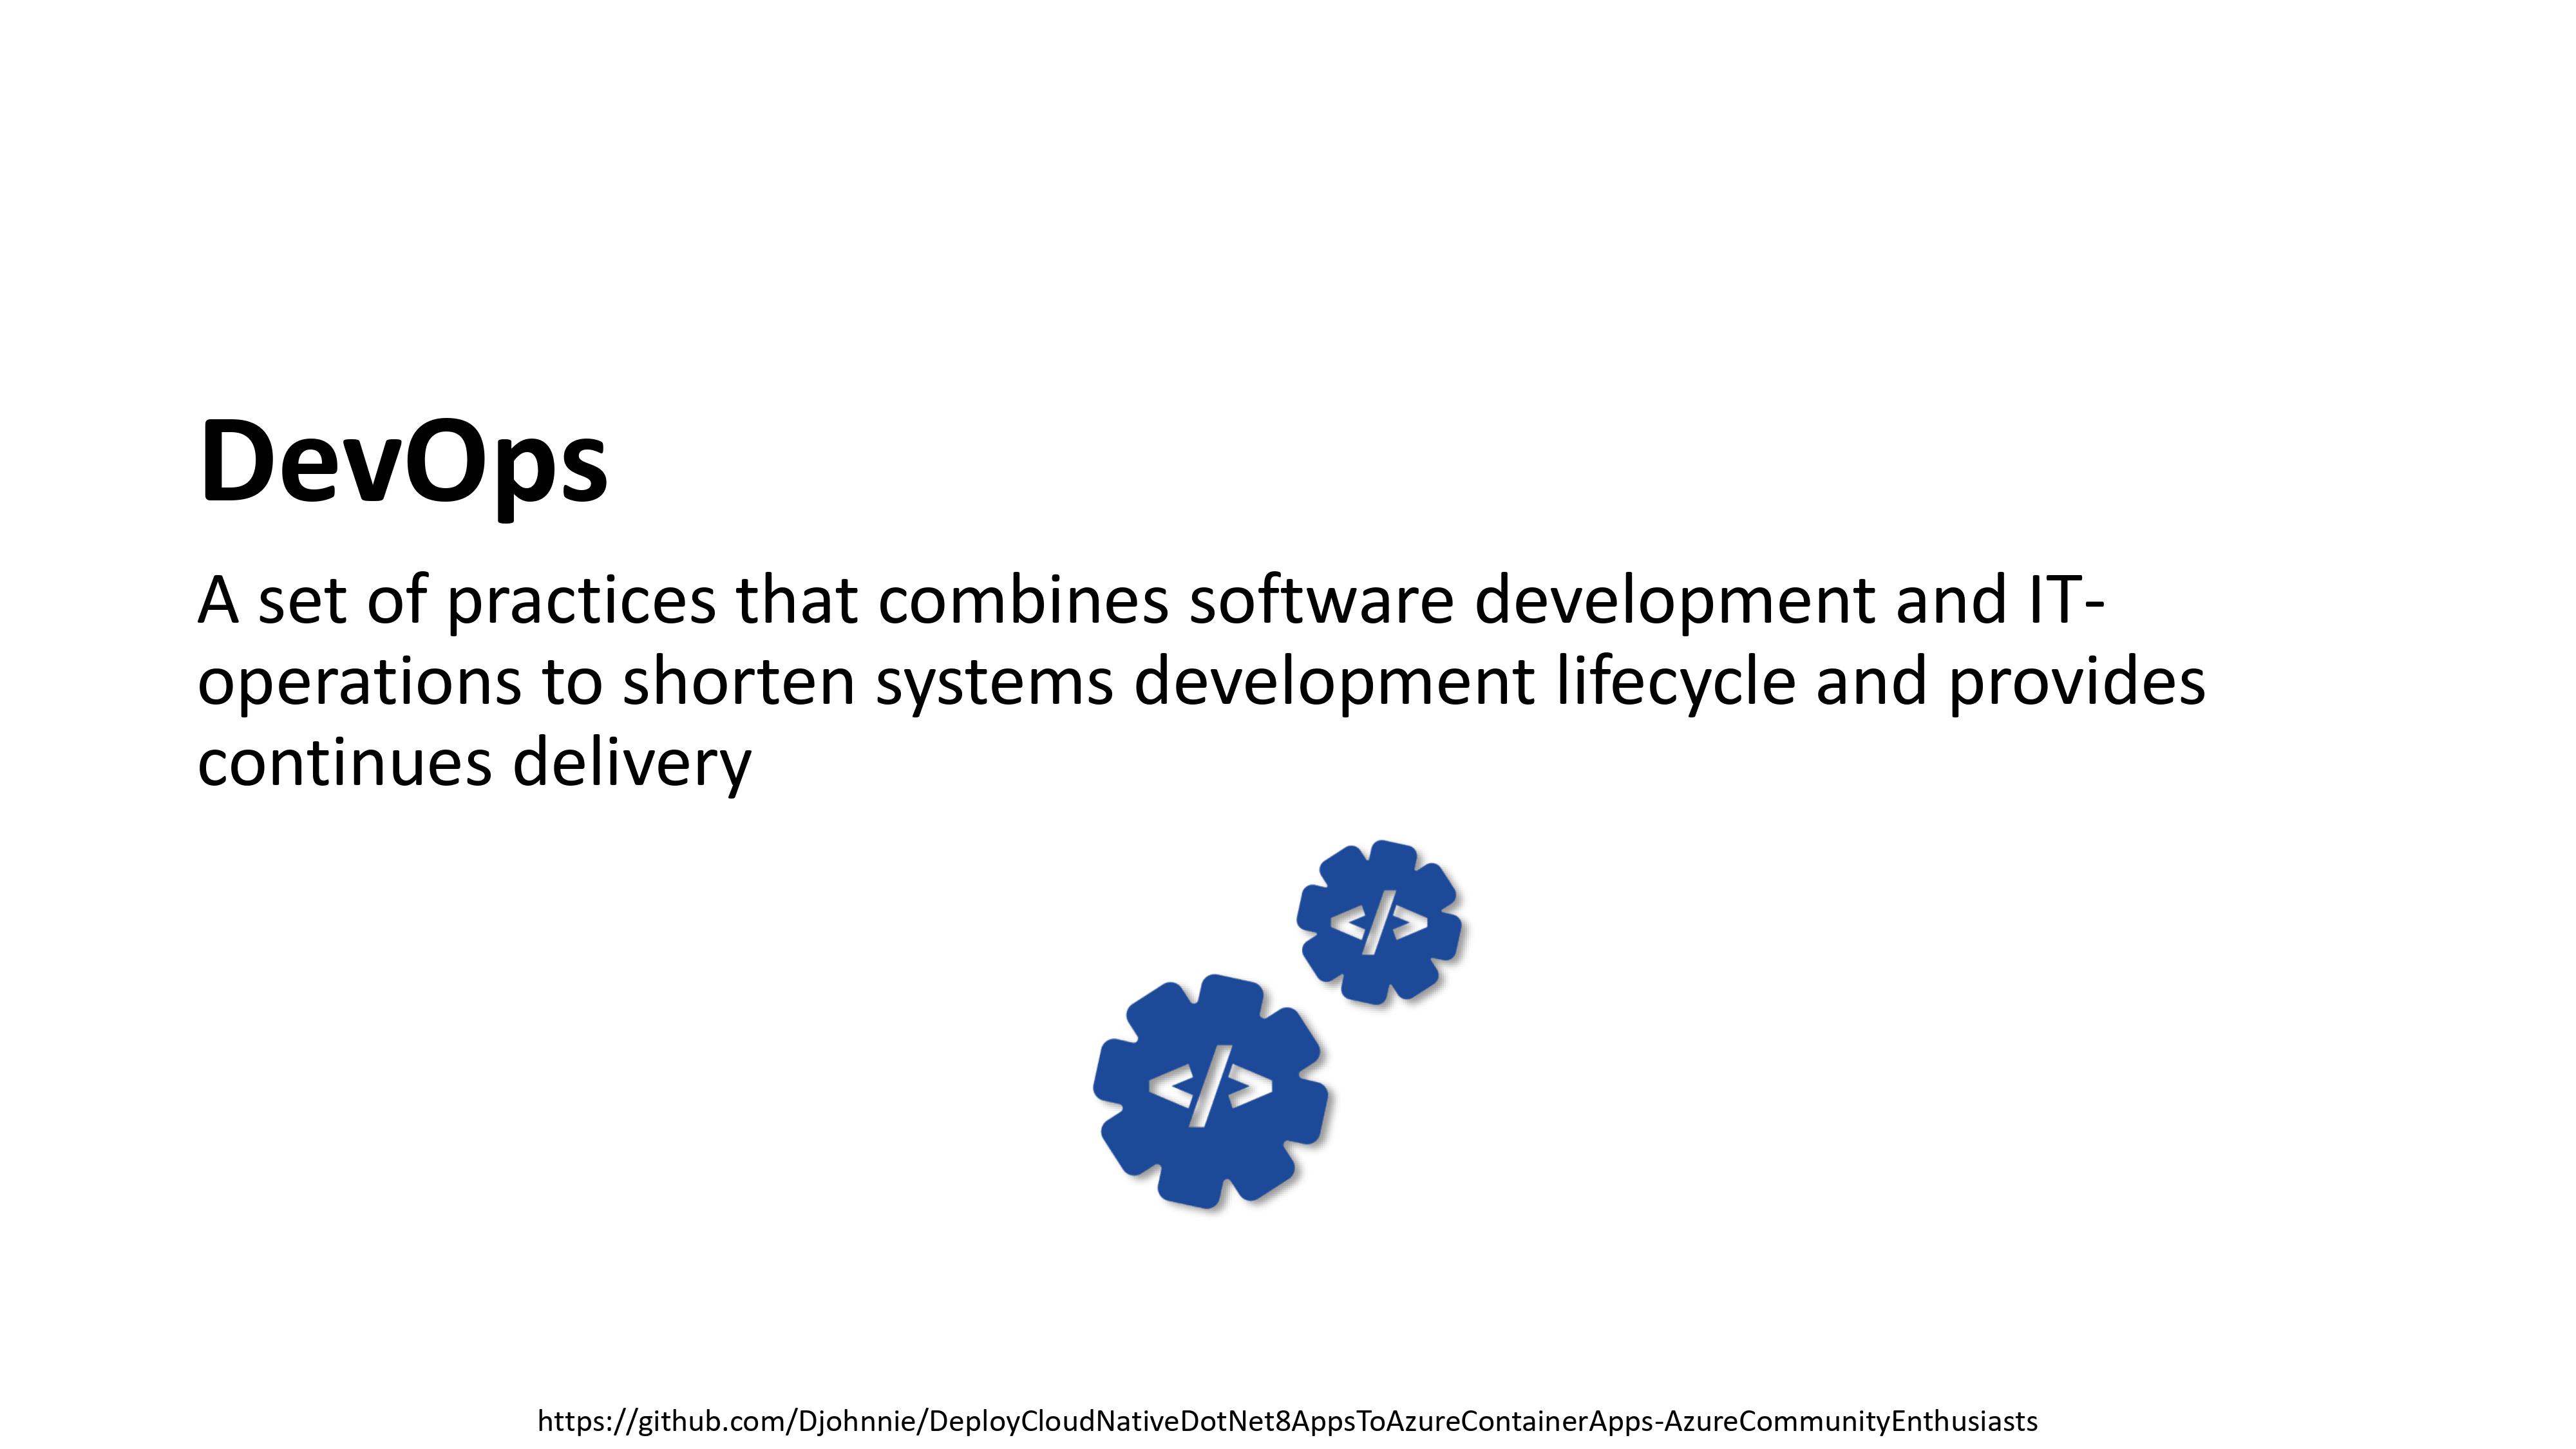 DevOps
A set of practices that combines software development and IT-
operations to shorten systems development lifecycle and provides
continues delivery
</>
</>
https://github.com/Djohnnie/DeployCloudNativeDotNet8AppsToAzureContainerApps-AzureCommunityEnthusiasts